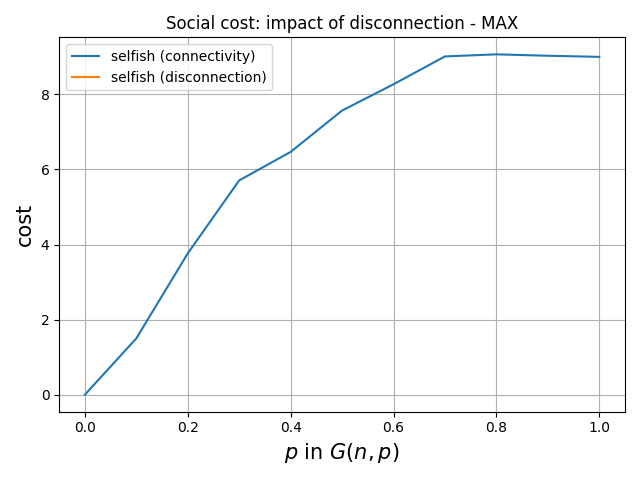 Social cost: impact of disconnection - MAX
selfish (connectivity)
selfish (disconnection)
cost
8
6
4
2
0
0.0 0.2 0.4 0.6 0.8 1.0
p in G(n, p)